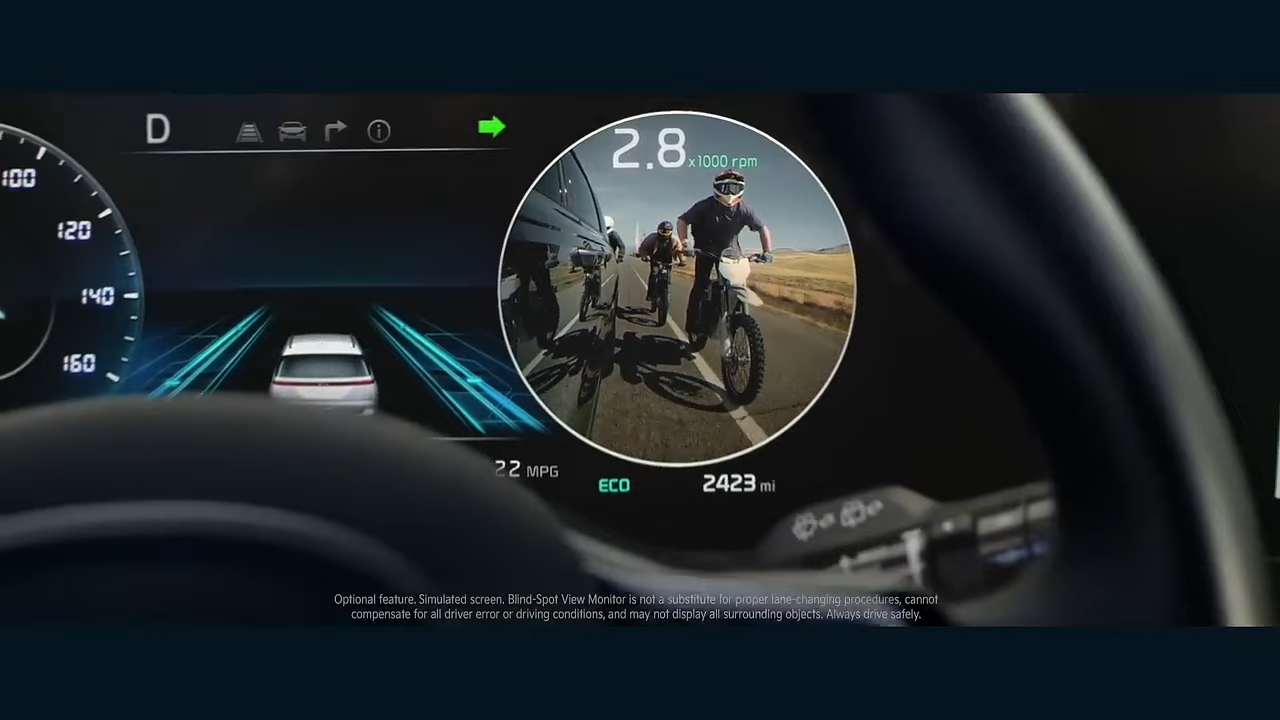 D
2.8 x1000 rpm
100
120
140
160
22 MPG
ECO
2423 mi
Optional feature. Simulated screen. Blind-Spot View Monitor is not a substitute for proper lane-changing procedures, cannot
compensate for all driver error or driving conditions, and may not display all surrounding objects. Always drive safely.